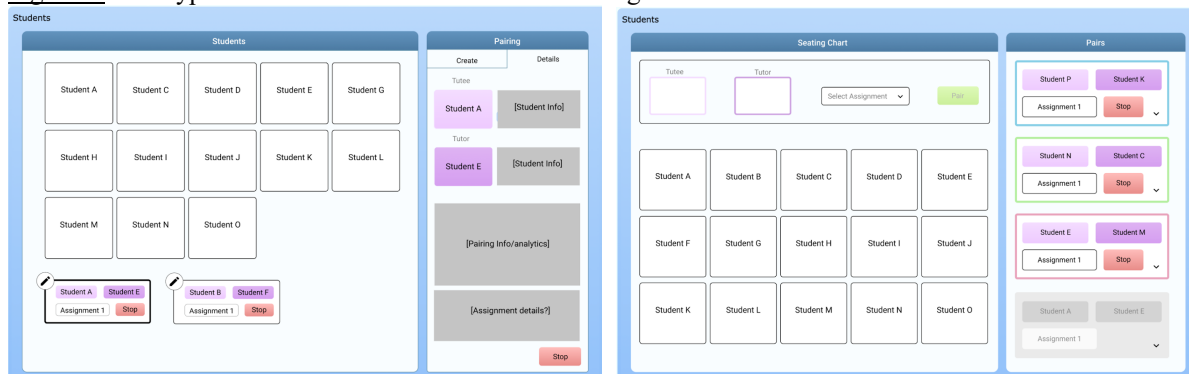 Students
Students
Student A
Student C
Student D
Student E
Student G
Student H
Student I
Student J
Student K
Student L
Student M
Student N
Student O
Student A
Student E
Assignment 1
Stop
Student B
Student F
Assignment 1
Stop
Pairing
Create
Details
Tutee
Student A
[Student Info]
Tutor
Student E
[Student Info]
[Pairing Info/analytics]
[Assignment details?]
Stop
Students
Seating Chart
Tutee
Tutor
Select Assignment
Pair
Student A
Student B
Student C
Student D
Student E
Student F
Student G
Student H
Student I
Student J
Student K
Student L
Student M
Student N
Student O
Pairs
Student P
Student K
Assignment 1
Stop
Student N
Student C
Assignment 1
Stop
Student E
Student M
Assignment 1
Stop
Student A
Student E
Assignment 1